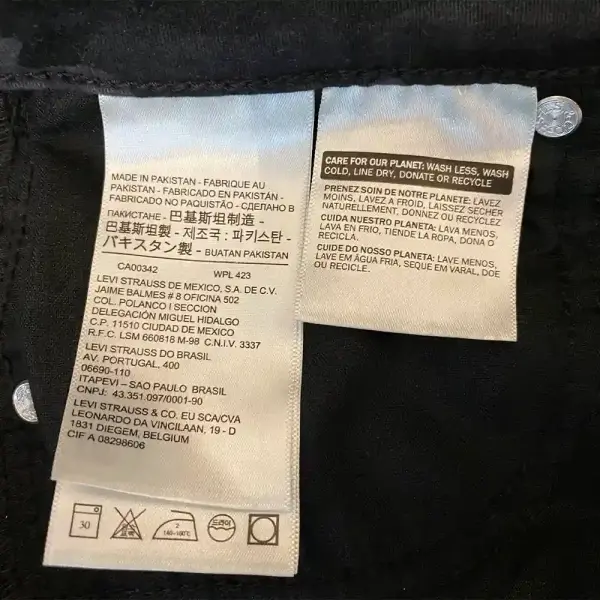 MADE IN PAKISTAN - FABRIQUE AU
PAKISTAN - FABRICADO EN PAKISTÁN -
FABRICADO NO PAQUISTÃO - СДЕЛАНО В
ПАКИСТАНЕ - 巴基斯坦制造 -
巴基斯坦製 - 제조국 : 파키스탄 -
パキスタン製 - BUATAN PAKISTAN
CA00342 WPL 423
LEVI STRAUSS DE MEXICO, S.A. DE C.V.
JAIME BALMES # 8 OFICINA 502
COL. POLANCO I SECCION
DELEGACIÓN MIGUEL HIDALGO
C.P. 11510 CIUDAD DE MEXICO
R.F.C. LSM 660818 M-98 C.N.I.V. 3337
LEVI STRAUSS DO BRASIL
AV. PORTUGAL, 400
06690-110
ITAPEVI – SAO PAULO BRASIL
CNPJ: 43.351.097/0001-90
LEVI STRAUSS & CO. EU SCA/CVA
LEONARDO DA VINCILAAN, 19 - D
1831 DIEGEM, BELGIUM
CIF A 08298606
30
2
드라이
CARE FOR OUR PLANET: WASH LESS, WASH
COLD, LINE DRY, DONATE OR RECYCLE
PRENEZ SOIN DE NOTRE PLANETE: LAVEZ
MOINS, LAVEZ A FROID, LAISSEZ SECHER
NATURELLEMENT, DONNEZ OU RECYCLEZ
CUIDA NUESTRO PLANETA: LAVA MENOS,
LAVA EN FRIO, TIENDE LA ROPA, DONA O
RECICLA.
CUIDE DO NOSSO PLANETA: LAVE MENOS,
LAVE EM ÁGUA FRIA, SEQUE EM VARAL, DOE
OU RECICLE.